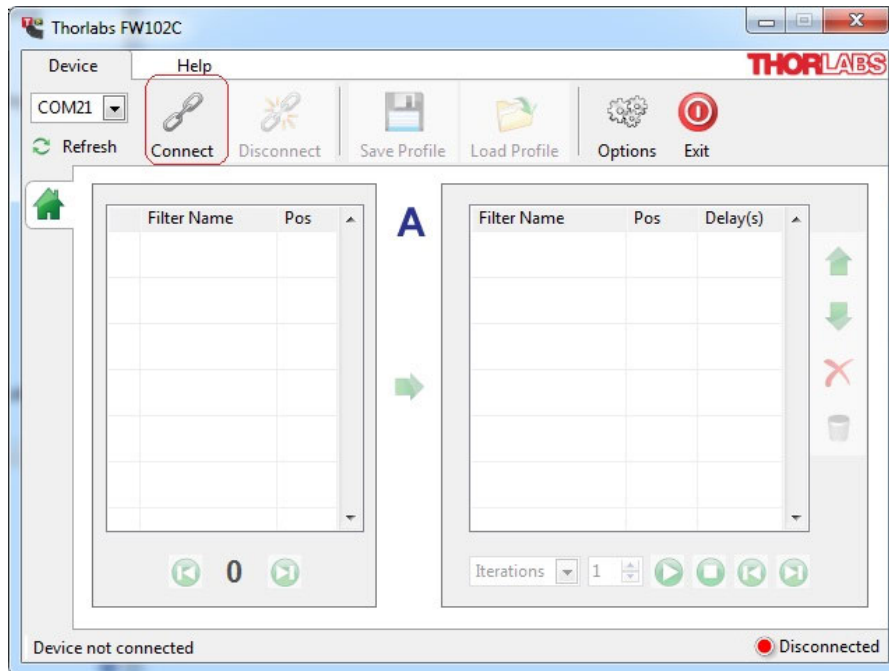 Thorlabs FW102C
Device Help
THORLABS
COM21
Refresh
Connect
Disconnect
Save Profile
Load Profile
Options
Exit
Filter Name Pos
A
Filter Name Pos Delay(s)
0
Iterations 1
Device not connected
Disconnected